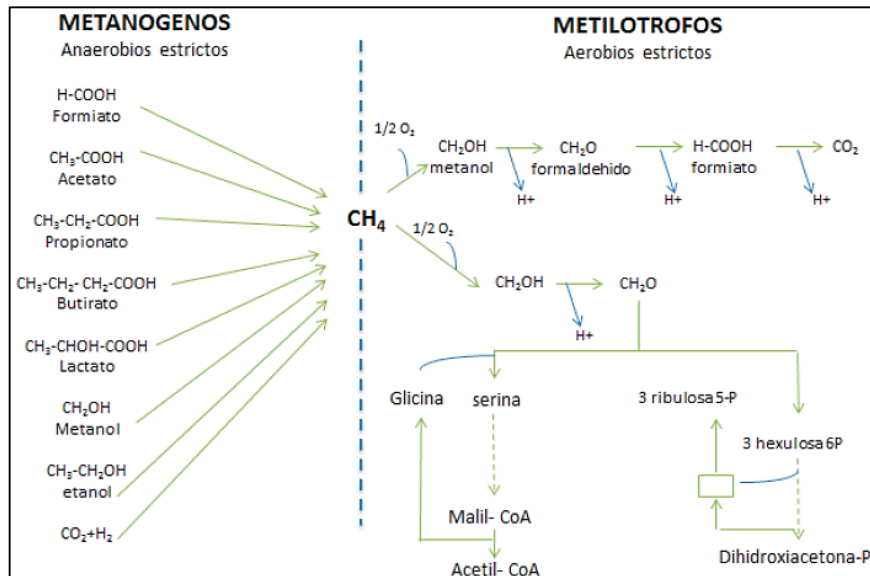 METANOGENOS
Anaerobios estrictos
H-COOH
Formiato
CH₃-COOH
Acetato
CH₃-CH₂-COOH
Propionato
CH₃-CH₂- CH₂-COOH
Butirato
CH₃-CHOH-COOH
Lactato
CH₂OH
Metanol
CH₃-CH₂OH
etanol
CO₂+H₂
CH₄
METILOTROFOS
Aerobios estrictos
1/2 O₂
CH₂OH
metanol
H+
CH₂O
formaldehido
H+
H-COOH
formiato
H+
CO₂
1/2 O₂
CH₂OH
H+
CH₂O
Glicina
serina
Malil- CoA
Acetil- CoA
3 ribulosa 5-P
3 hexulosa 6P
Dihidroxiacetona-P